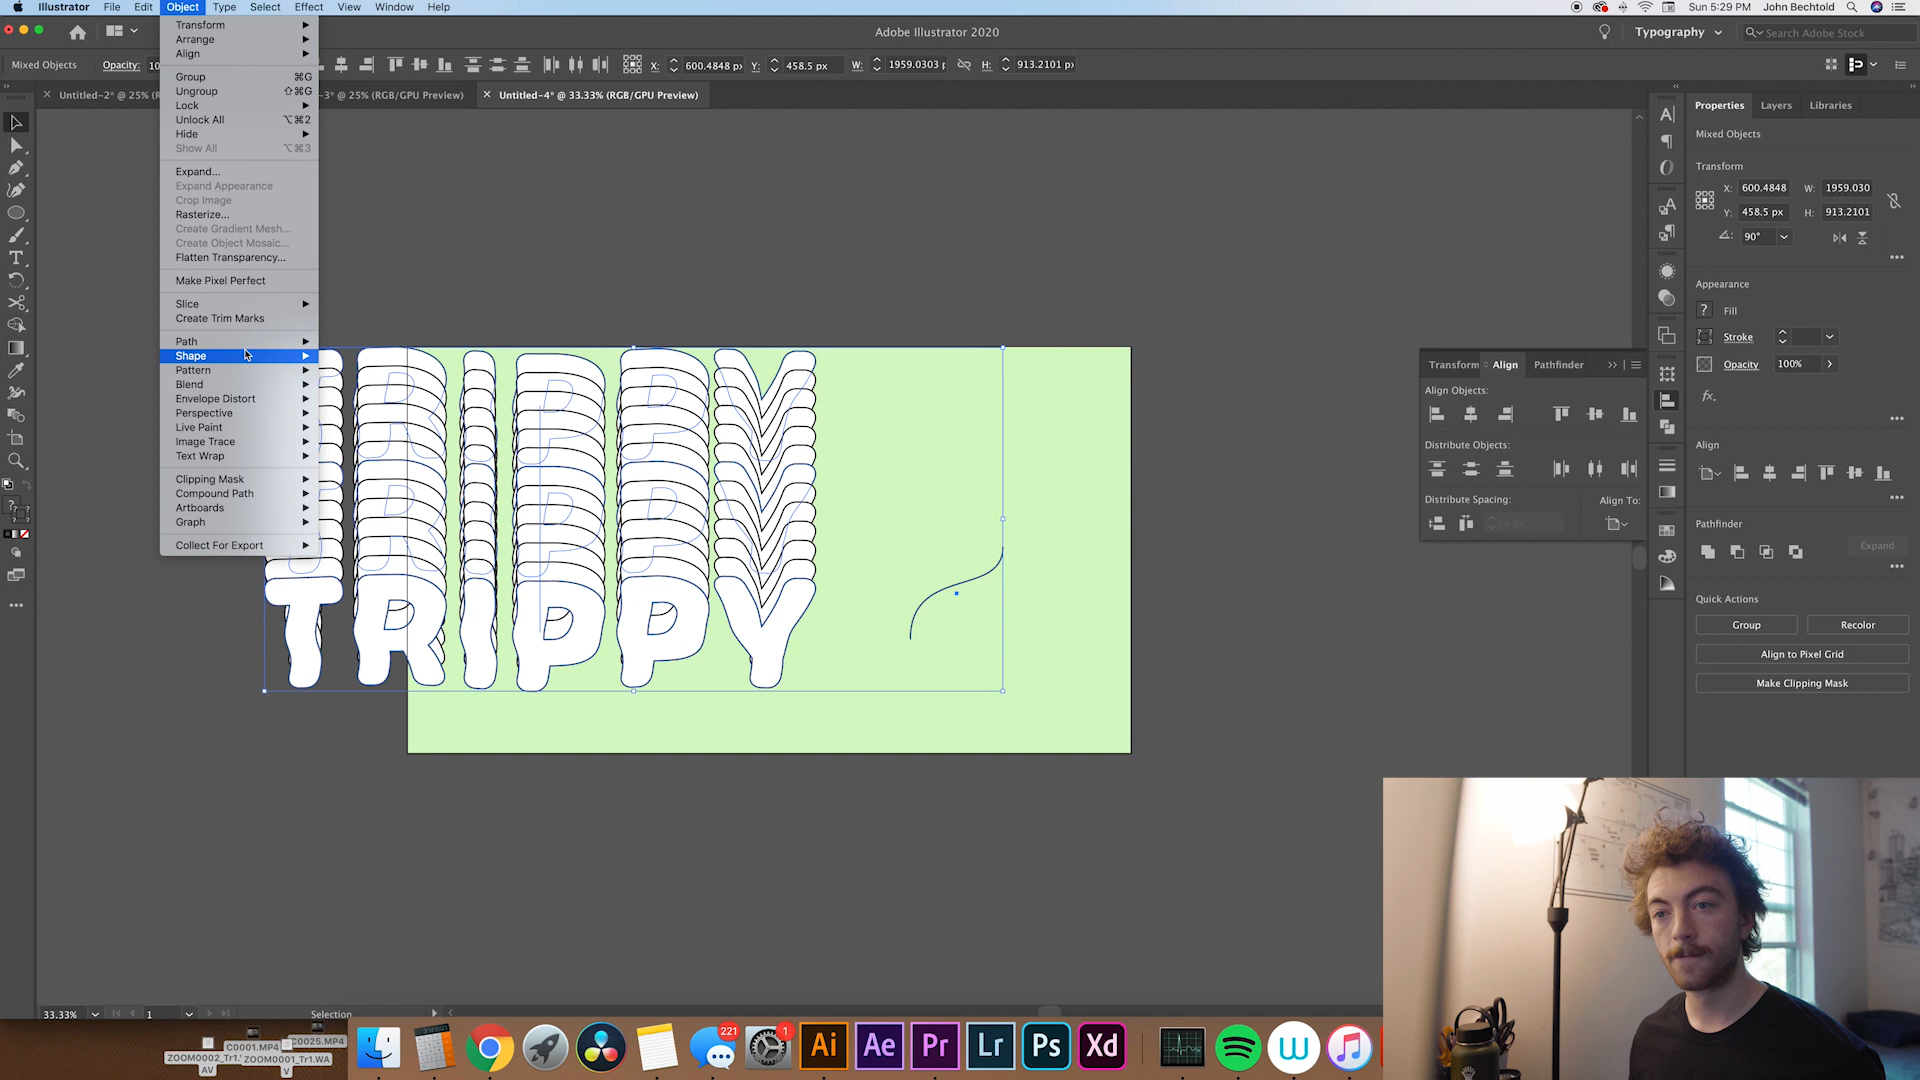 Illustrator File Edit Object Type Select Effect View Window Help
Sun 5:29 PM John Bechtold
Adobe Illustrator 2020
Typography
Search Adobe Stock
Mixed Objects
Opacity: 10
X: 600.4848 px
Y: 458.5 px
W: 1959.0303
H: 913.2101
Untitled-2* @ 25%
-3* @ 25% (RGB/GPU Preview)
Untitled-4* @ 33.33% (RGB/GPU Preview)
Transform
Arrange
Align
Group ⌘G
Ungroup ⇧⌘G
Lock
Unlock All ⌥⌘2
Hide
Show All ⌥⌘3
Expand...
Expand Appearance
Crop Image
Rasterize...
Create Gradient Mesh...
Create Object Mosaic...
Flatten Transparency...
Make Pixel Perfect
Slice
Create Trim Marks
Path
Shape
Pattern
Blend
Envelope Distort
Perspective
Live Paint
Image Trace
Text Wrap
Clipping Mask
Compound Path
Artboards
Graph
Collect For Export
TRIPPY
Transform Align Pathfinder
Align Objects:
Distribute Objects:
Distribute Spacing:
Align To:
0 px
Properties Layers Libraries
Mixed Objects
Transform
X: 600.4848 W: 1959.030
Y: 458.5 px H: 913.2101
90°
Appearance
Fill
Stroke
Opacity 100%
fx.
Align
Pathfinder
Expand
Quick Actions
Group Recolor
Align to Pixel Grid
Make Clipping Mask
33.33% 1 Selection
C0001.MP4
C0025.MP4
ZOOM0002_Tr1.W
AV
ZOOM0001_Tr1.WA
V
221
1
Ai Ae Pr Lr Ps Xd